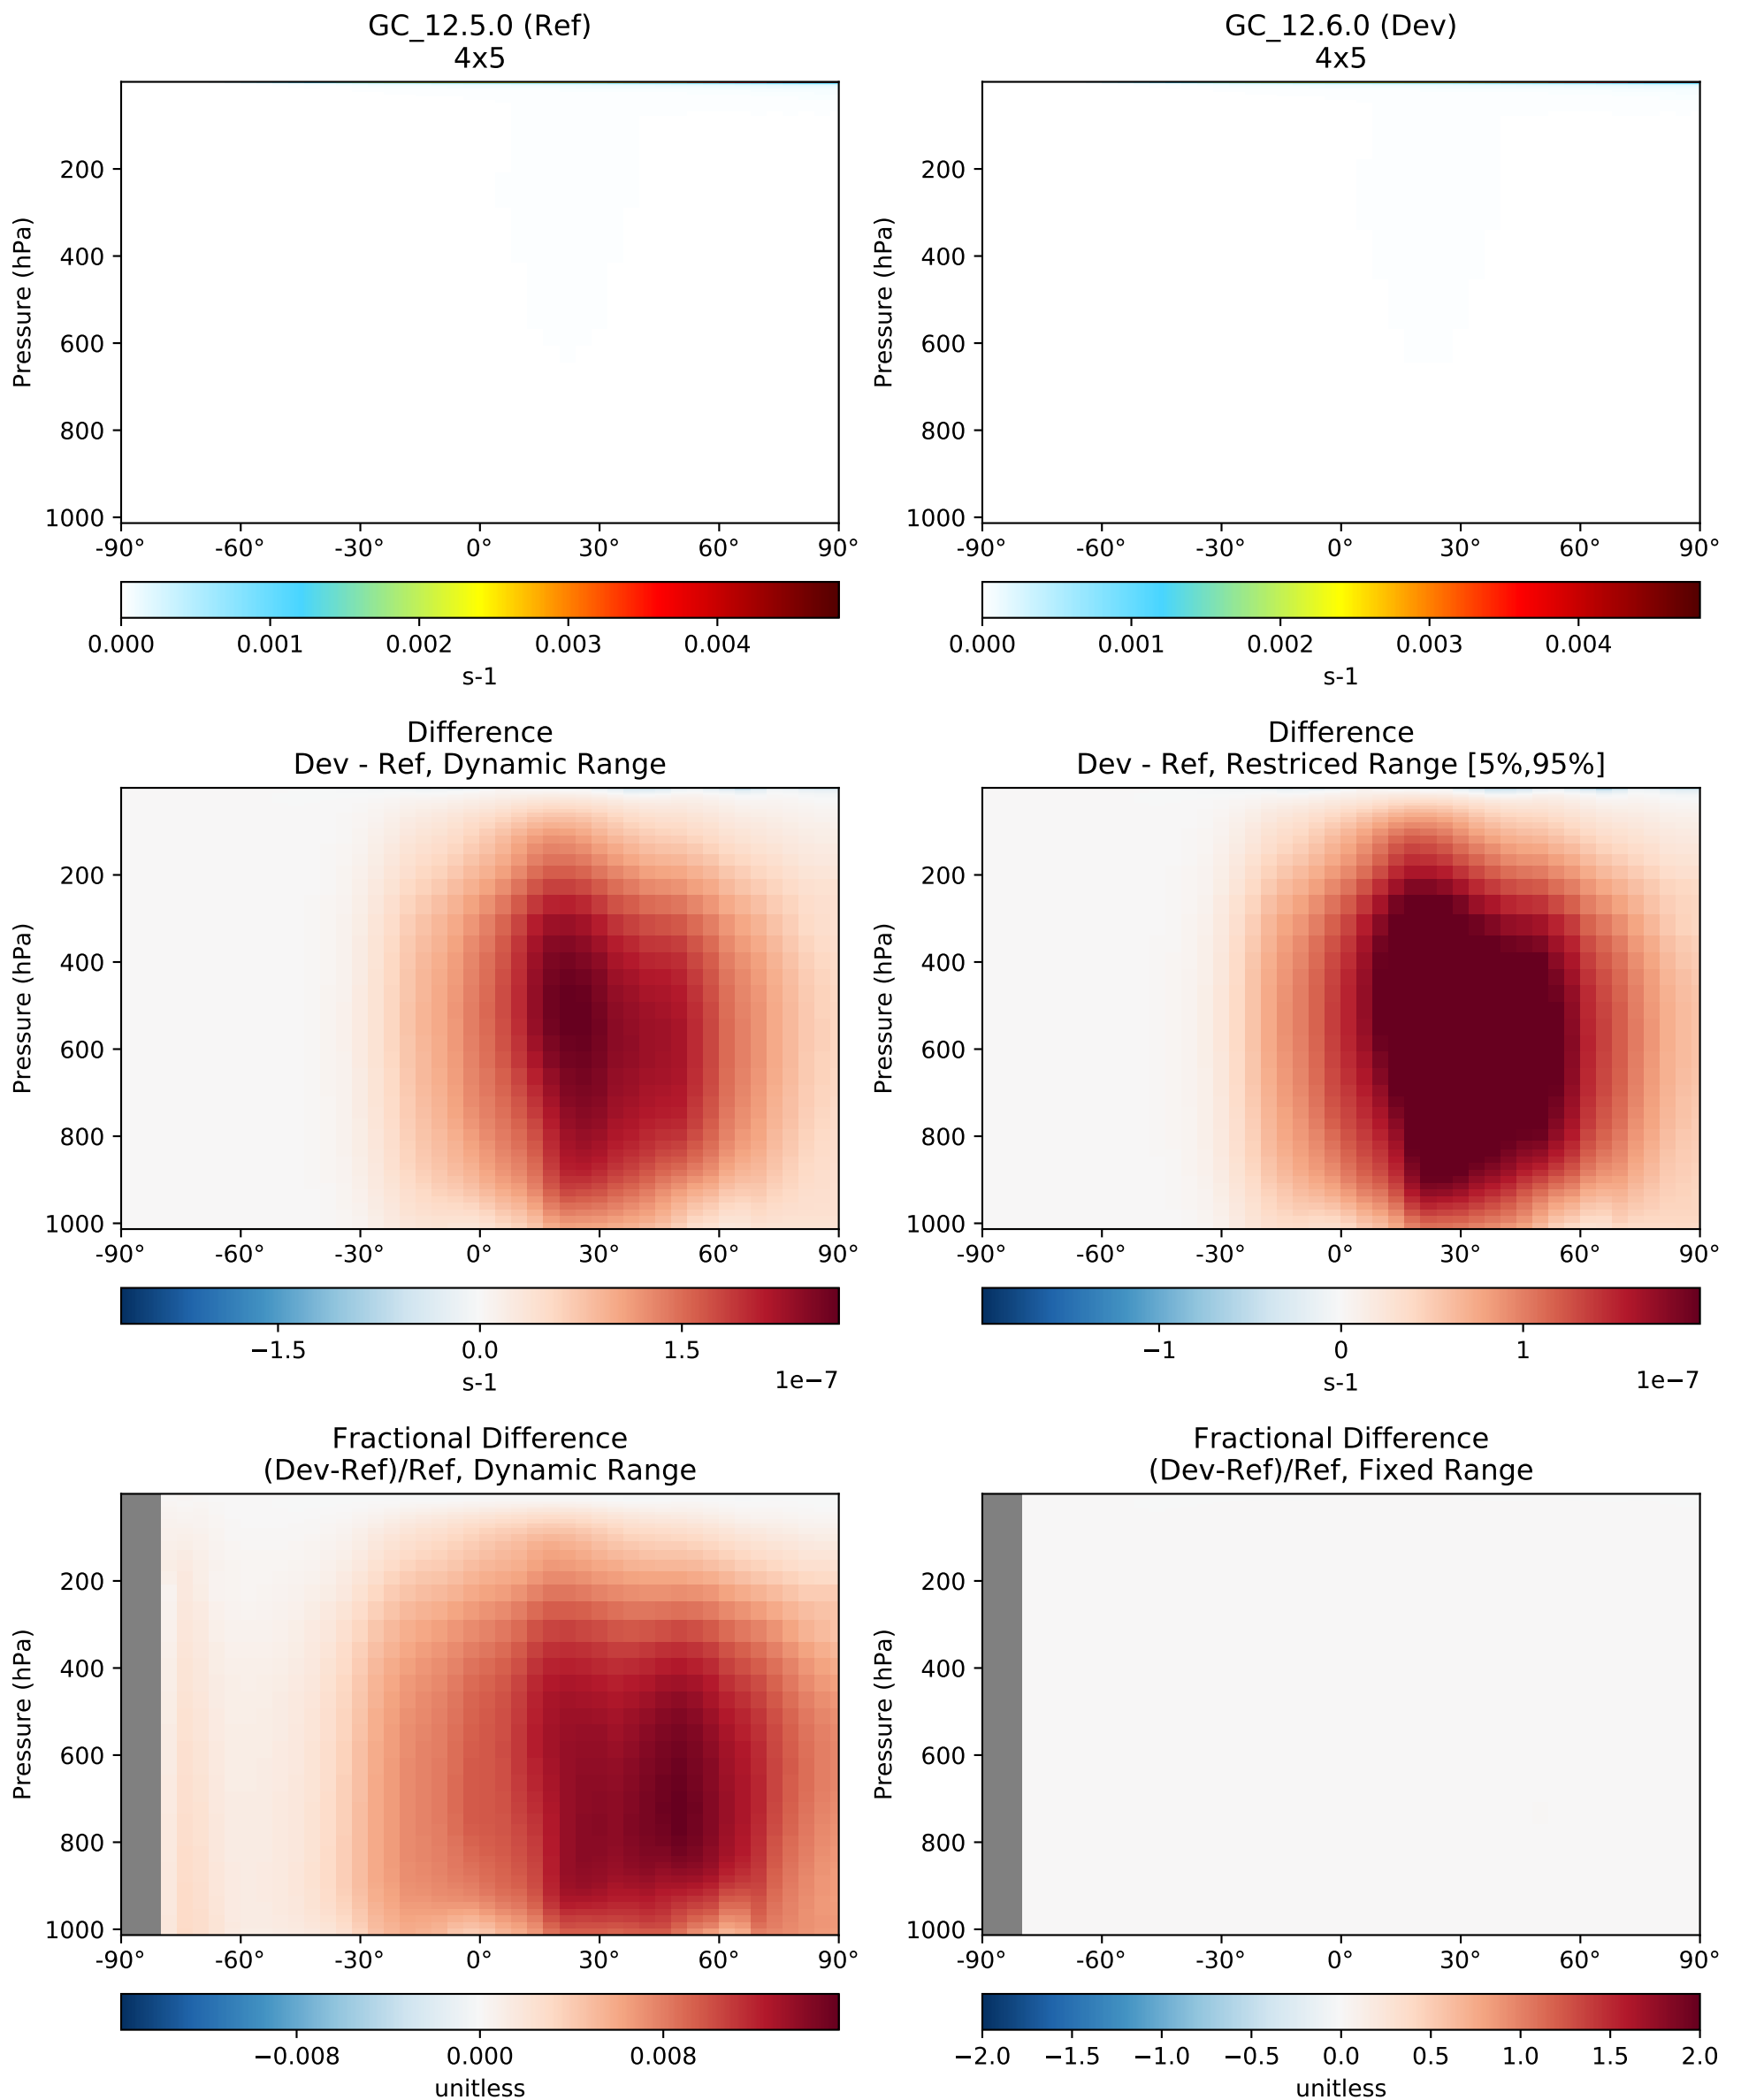 GC_12.5.0 (Ref)
4x5
GC_12.6.0 (Dev)
4x5
Pressure (hPa)
200
400
600
800
1000
-90° -60° -30° 0° 30° 60° 90°
0.000 0.001 0.002 0.003 0.004
s-1
Pressure (hPa)
200
400
600
800
1000
-90° -60° -30° 0° 30° 60° 90°
0.000 0.001 0.002 0.003 0.004
s-1
Difference
Dev - Ref, Dynamic Range
Difference
Dev - Ref, Restriced Range [5%,95%]
Pressure (hPa)
200
400
600
800
1000
-90° -60° -30° 0° 30° 60° 90°
−1.5 0.0 1.5
s-1 1e−7
Pressure (hPa)
200
400
600
800
1000
-90° -60° -30° 0° 30° 60° 90°
−1 0 1
s-1 1e−7
Fractional Difference
(Dev-Ref)/Ref, Dynamic Range
Fractional Difference
(Dev-Ref)/Ref, Fixed Range
Pressure (hPa)
200
400
600
800
1000
-90° -60° -30° 0° 30° 60° 90°
−0.008 0.000 0.008
unitless
Pressure (hPa)
200
400
600
800
1000
-90° -60° -30° 0° 30° 60° 90°
−2.0 −1.5 −1.0 −0.5 0.0 0.5 1.0 1.5 2.0
unitless